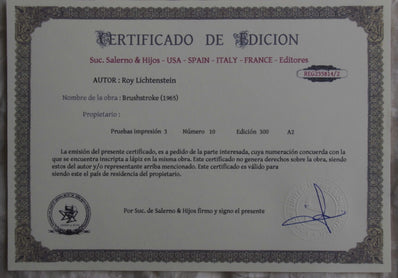 CERTIFICADO DE EDICION
Suc. Salerno & Hijos - USA - SPAIN - ITALY - FRANCE - Editores
REG255814/2
AUTOR : Roy Lichtenstein
Nombre de la obra : Brushstroke (1965)
Propietario :
Pruebas impresión 3 Número 10 Edición 300 A2
La emisión del presente certificado, es a pedido de la parte interesada, cuya numeración concuerda con la
que se encuentra inscripta a lápiz en la misma obra. Este certificado no genera derechos sobre la obra, siendo
estos del autor y/o representante arriba mencionado. Este certificado es válido para
siendo este el país de residencia del propietario.
Por Suc. de Salerno & Hijos firmo y signo el presente